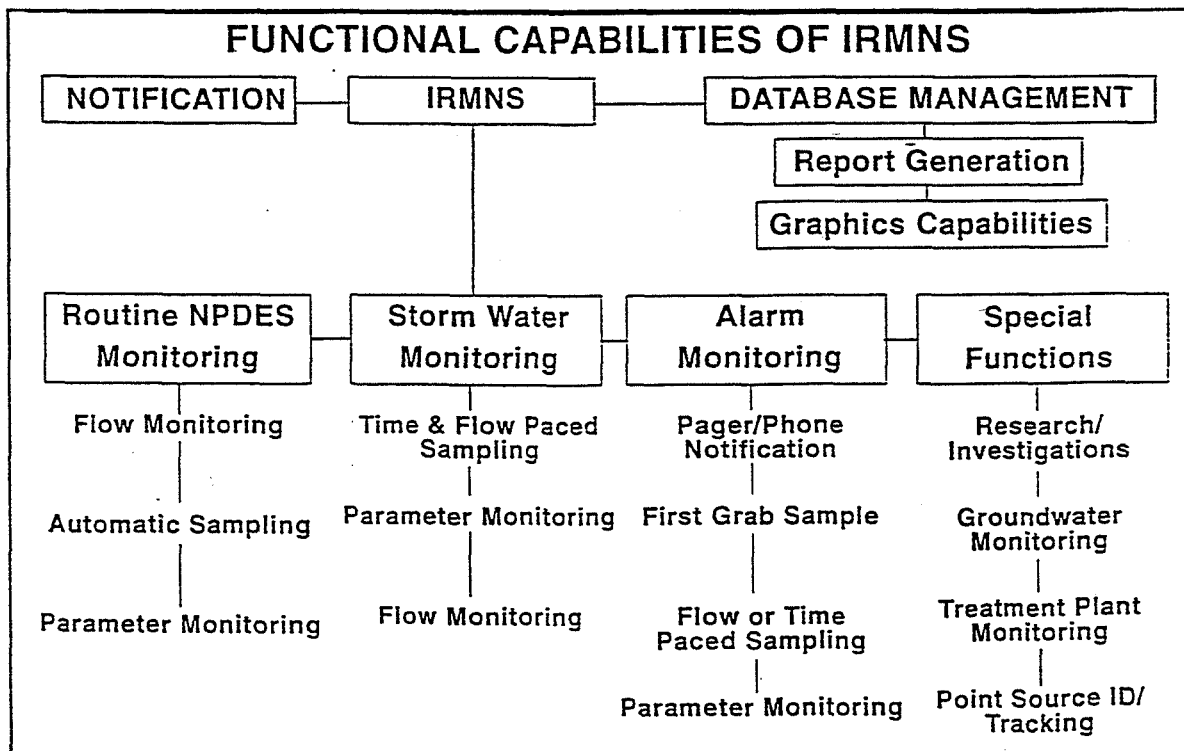 FUNCTIONAL CAPABILITIES OF IRMNS
NOTIFICATION
IRMNS
DATABASE MANAGEMENT
Report Generation
Graphics Capabilities
Routine NPDES
Monitoring
Storm Water
Monitoring
Alarm
Monitoring
Special
Functions
Flow Monitoring
Automatic Sampling
Parameter Monitoring
Time & Flow Paced
Sampling
Parameter Monitoring
Flow Monitoring
Pager/Phone
Notification
First Grab Sample
Flow or Time
Paced Sampling
Parameter Monitoring
Research/
Investigations
Groundwater
Monitoring
Treatment Plant
Monitoring
Point Source ID/
Tracking